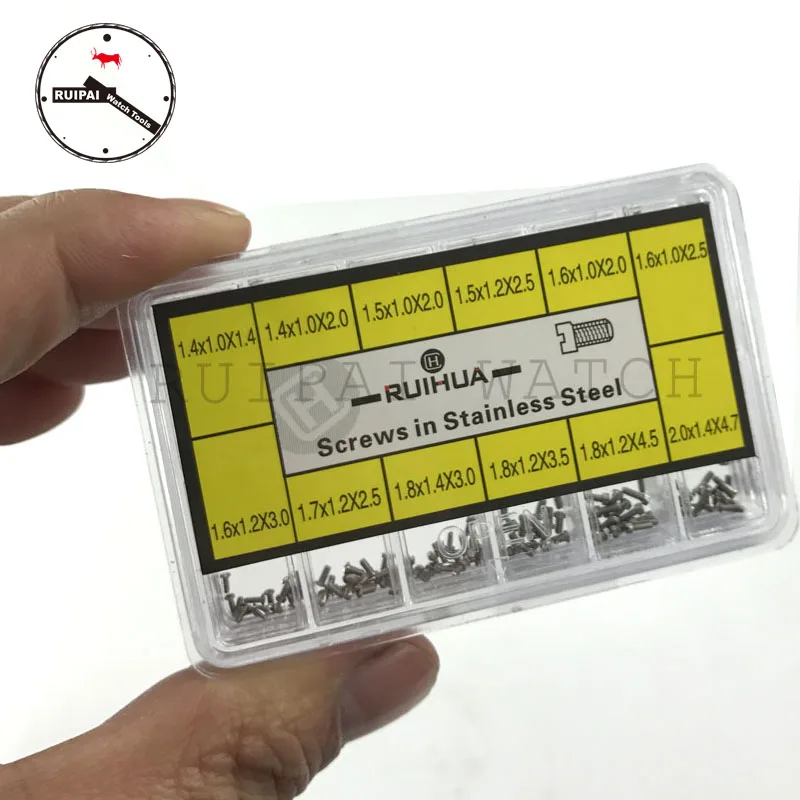 RUIPAI
Watch Tools
1.4x1.0X1.4
1.4x1.0X2.0
1.5x1.0X2.0
1.5x1.2X2.5
1.6x1.0X2.0
1.6x1.0X2.5
H
RUIHUA
RUIPAI WATCH
Screws in Stainless Steel
1.6x1.2X3.0
1.7x1.2X2.5
1.8x1.4X3.0
1.8x1.2X3.5
1.8x1.2X4.5
2.0x1.4X4.7
OPEN